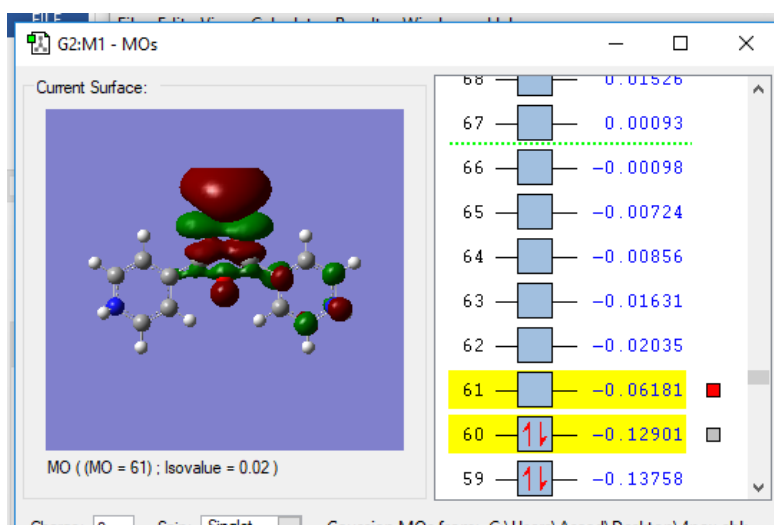 FILE
G2:M1 - MOs
Current Surface:
68 0.01526
67 0.00093
66 -0.00098
65 -0.00724
64 -0.00856
63 -0.01631
62 -0.02035
61 -0.06181
60 -0.12901
59 -0.13758
MO ( (MO = 61) ; Isovalue = 0.02 )
Singlet